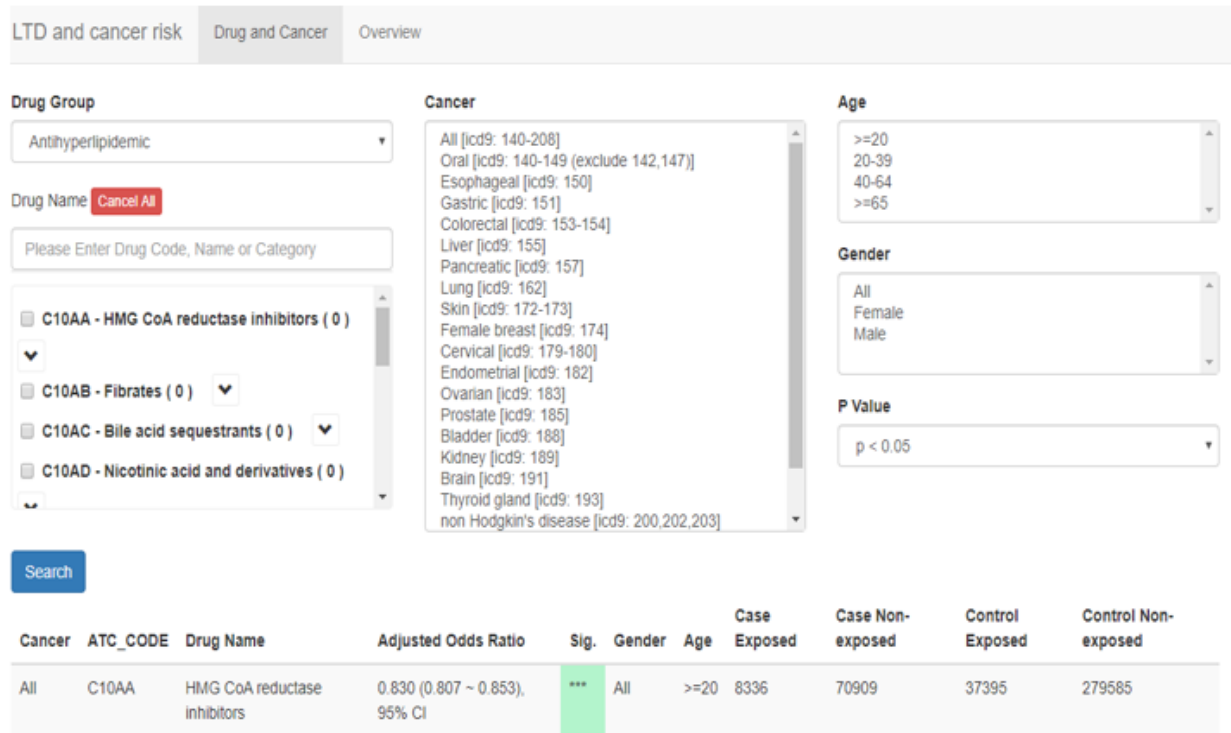 LTD and cancer risk Drug and Cancer Overview
Drug Group
Antihyperlipidemic
Drug Name Cancel All
Please Enter Drug Code, Name or Category
C10AA - HMG CoA reductase inhibitors ( 0 )
C10AB - Fibrates ( 0 )
C10AC - Bile acid sequestrants ( 0 )
C10AD - Nicotinic acid and derivatives ( 0 )
Cancer
All [icd9: 140-208]
Oral [icd9: 140-149 (exclude 142,147)]
Esophageal [icd9: 150]
Gastric [icd9: 151]
Colorectal [icd9: 153-154]
Liver [icd9: 155]
Pancreatic [icd9: 157]
Lung [icd9: 162]
Skin [icd9: 172-173]
Female breast [icd9: 174]
Cervical [icd9: 179-180]
Endometrial [icd9: 182]
Ovarian [icd9: 183]
Prostate [icd9: 185]
Bladder [icd9: 188]
Kidney [icd9: 189]
Brain [icd9: 191]
Thyroid gland [icd9: 193]
non Hodgkin's disease [icd9: 200,202,203]
Age
>=20
20-39
40-64
>=65
Gender
All
Female
Male
P Value
p < 0.05
Search
Cancer ATC_CODE Drug Name Adjusted Odds Ratio Sig. Gender Age Case Exposed Case Non-exposed Control Exposed Control Non-exposed
All C10AA HMG CoA reductase inhibitors 0.830 (0.807 ~ 0.853), 95% CI *** All >=20 8336 70909 37395 279585